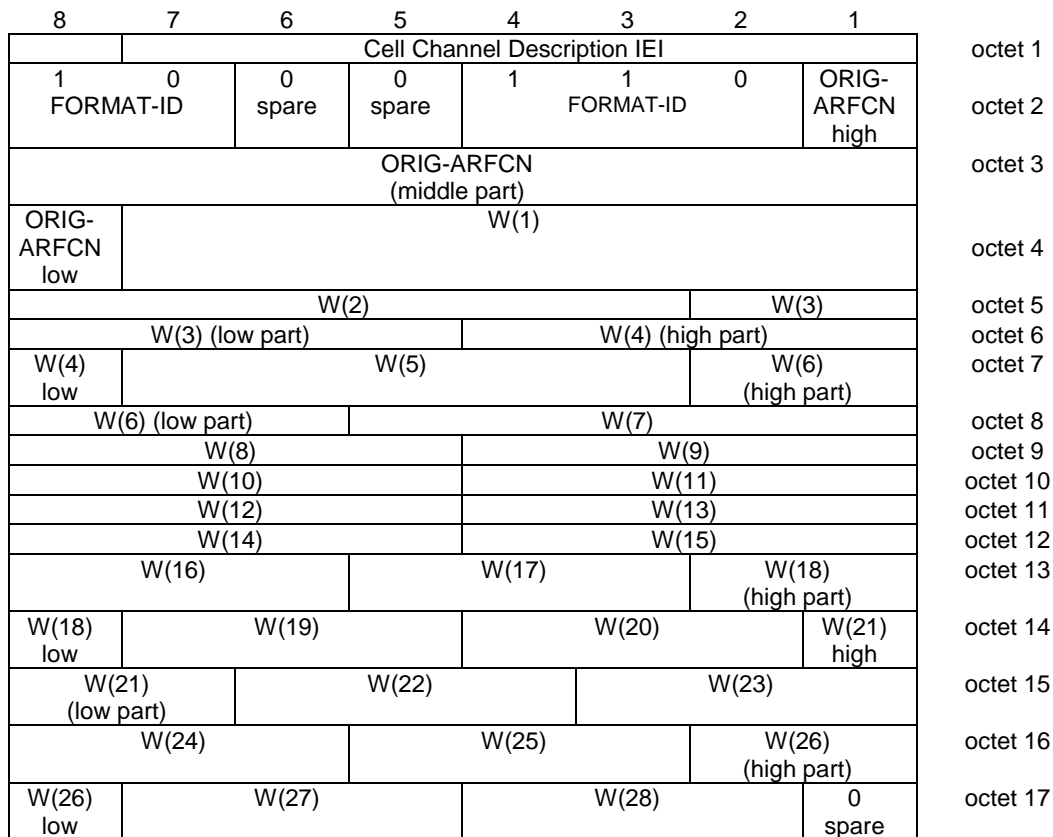 8 7 6 5 4 3 2 1
Cell Channel Description IEI octet 1
1 0 0 0 1 1 0 ORIG-
FORMAT-ID spare spare FORMAT-ID ARFCN octet 2
high
ORIG-ARFCN octet 3
(middle part)
ORIG- W(1)
ARFCN octet 4
low
W(2) W(3) octet 5
W(3) (low part) W(4) (high part) octet 6
W(4) W(5) W(6) octet 7
low (high part)
W(6) (low part) W(7) octet 8
W(8) W(9) octet 9
W(10) W(11) octet 10
W(12) W(13) octet 11
W(14) W(15) octet 12
W(16) W(17) W(18) octet 13
(high part)
W(18) W(19) W(20) W(21) octet 14
low high
W(21) W(22) W(23) octet 15
(low part)
W(24) W(25) W(26) octet 16
(high part)
W(26) W(27) W(28) 0 octet 17
low spare